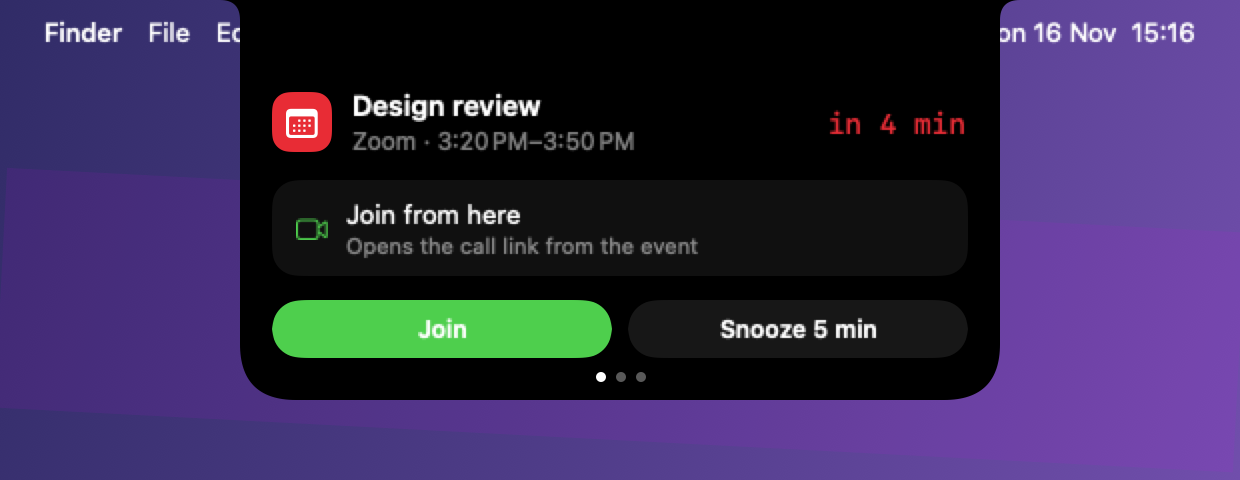 Finder File
16 Nov 15:16
Design review
Zoom · 3:20 PM–3:50 PM
in 4 min
Join from here
Opens the call link from the event
Join
Snooze 5 min